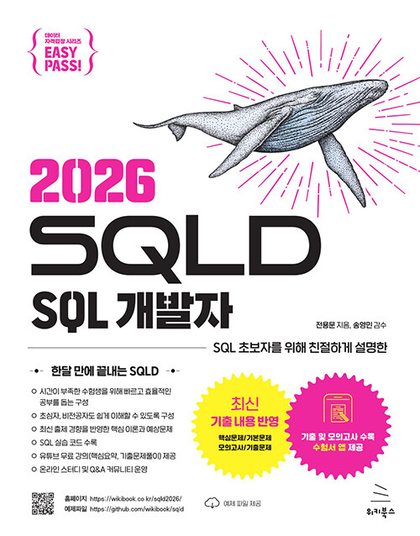 데이터
자격검정 시리즈
EASY
PASS!
2026
SQLD
SQL 개발자
전용문 지음, 송영민 감수
SQL 초보자를 위해 친절하게 설명한
한달 만에 끝내는 SQLD
시간이 부족한 수험생을 위해 빠르고 효율적인
공부를 돕는 구성
초심자, 비전공자도 쉽게 이해할 수 있도록 구성
최신 출제 경향을 반영한 핵심 이론과 예상문제
SQL 실습 코드 수록
유튜브 무료 강의(핵심요약, 기출문제풀이) 제공
온라인 스터디 및 Q&A 커뮤니티 운영
최신
기출 내용 반영
핵심문제/기본문제
모의고사/기출문제
기출 및 모의고사 수록
수험서 앱 제공
홈페이지 https://wikibook.co.kr/sqld2026/
예제파일 https://github.com/wikibook/sqld
예제 파일 제공
위키북스